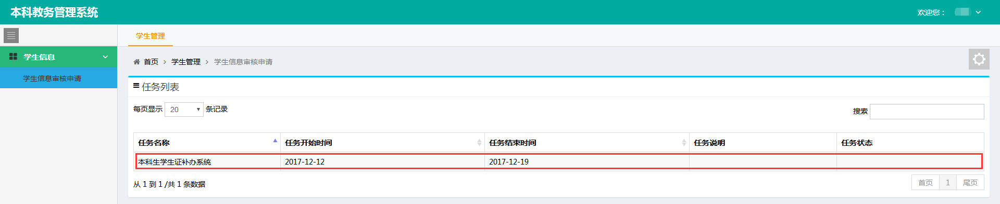 本科教务管理系统
欢迎您：
学生管理
学生信息
学生信息审核申请
首页 > 学生管理 > 学生信息审核申请
任务列表
每页显示 20 条记录
搜索
任务名称 任务开始时间 任务结束时间 任务说明 任务状态
本科生学生证补办系统 2017-12-12 2017-12-19
从 1 到 1 /共 1 条数据
首页 1 尾页